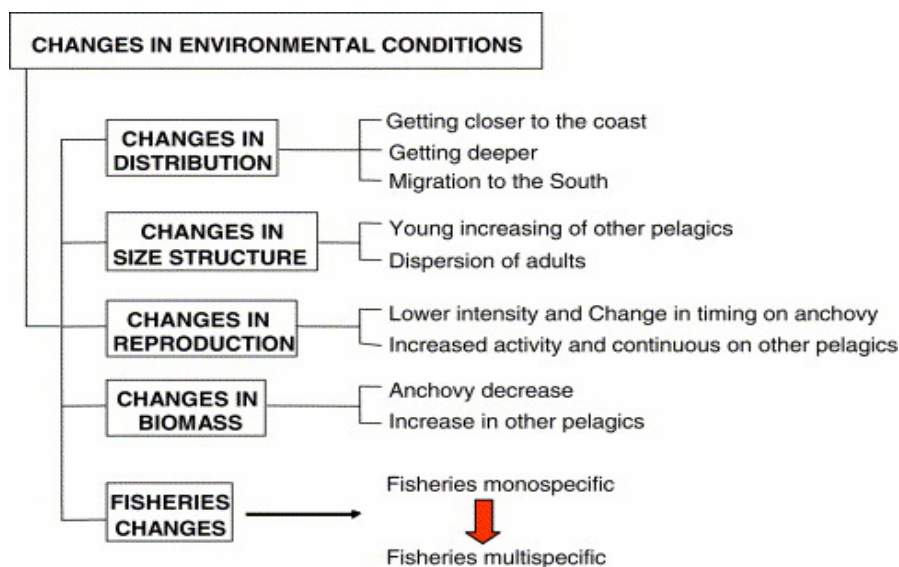 CHANGES IN ENVIRONMENTAL CONDITIONS
CHANGES IN
DISTRIBUTION
Getting closer to the coast
Getting deeper
Migration to the South
CHANGES IN
SIZE STRUCTURE
Young increasing of other pelagics
Dispersion of adults
CHANGES IN
REPRODUCTION
Lower intensity and Change in timing on anchovy
Increased activity and continuous on other pelagics
CHANGES IN
BIOMASS
Anchovy decrease
Increase in other pelagics
FISHERIES
CHANGES
Fisheries monospecific
Fisheries multispecific